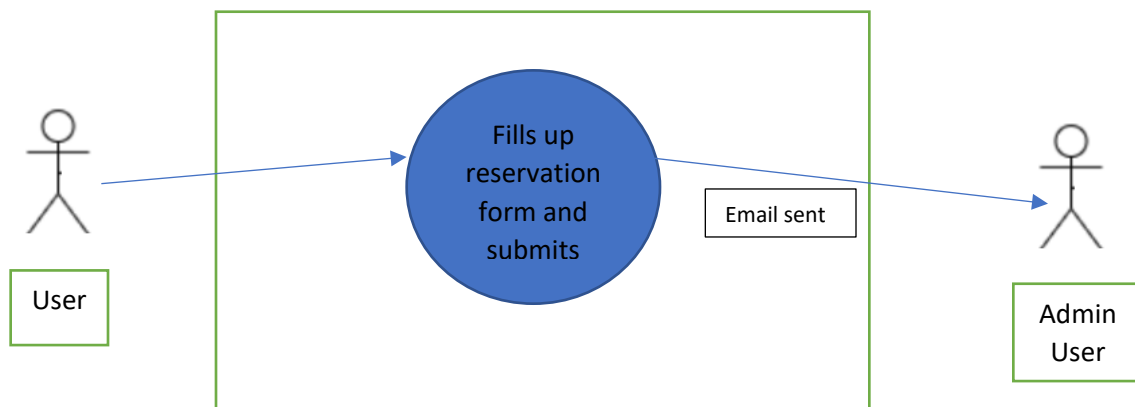 Fills up
reservation
form and
submits
Email sent
User
Admin
User